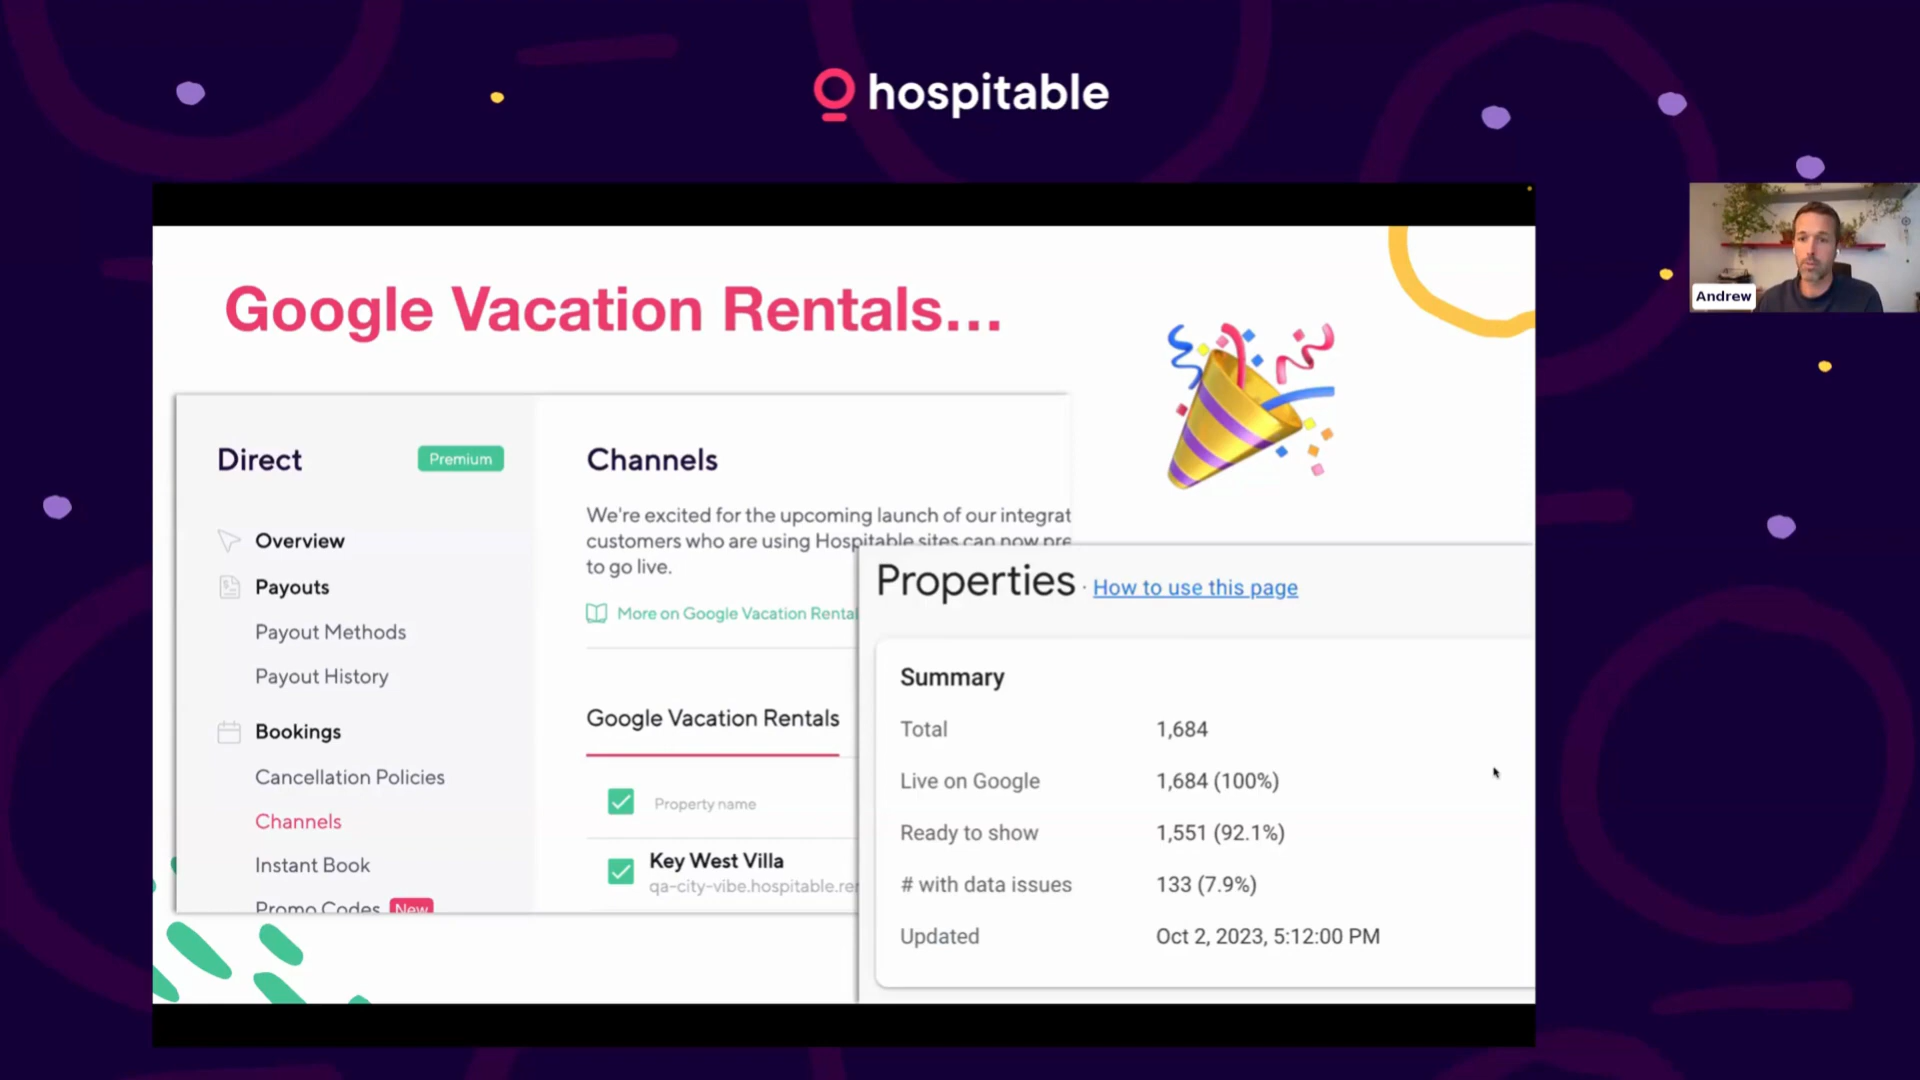 hospitable
Andrew
Google Vacation Rentals...
Direct
Premium
Overview
Payouts
Payout Methods
Payout History
Bookings
Cancellation Policies
Channels
Instant Book
Promo Codes New
Channels
We're excited for the upcoming launch of our integrat
customers who are using Hospitable sites can now pre
to go live.
More on Google Vacation Rental
Google Vacation Rentals
Property name
Key West Villa
qa-city-vibe.hospitable.re
Properties · How to use this page
Summary
Total 1,684
Live on Google 1,684 (100%)
Ready to show 1,551 (92.1%)
# with data issues 133 (7.9%)
Updated Oct 2, 2023, 5:12:00 PM